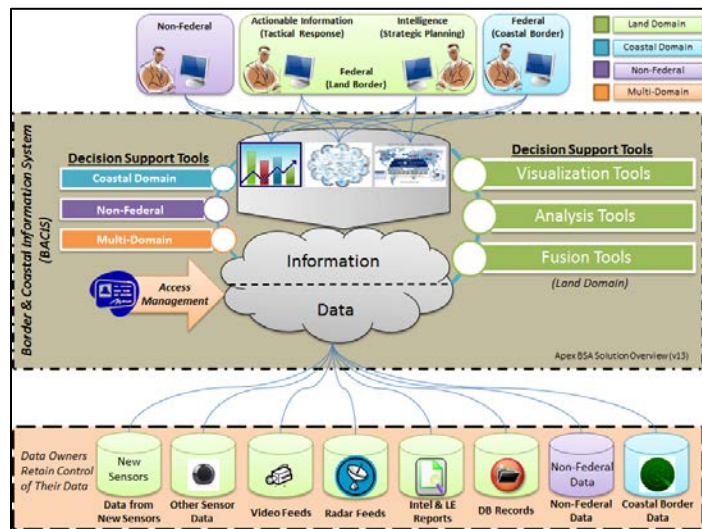 Non-Federal
Actionable Information
(Tactical Response)
Intelligence
(Strategic Planning)
Federal
(Land Border)
Federal
(Coastal Border)
Land Domain
Coastal Domain
Non-Federal
Multi-Domain
Border & Coastal Information System
(BACIS)
Decision Support Tools
Coastal Domain
Non-Federal
Multi-Domain
Access
Management
Information
Data
Decision Support Tools
Visualization Tools
Analysis Tools
Fusion Tools
(Land Domain)
Apex BSA Solution Overview (v13)
Data Owners
Retain Control
of Their Data
New
Sensors
Data from
New Sensors
Other Sensor
Data
Video Feeds
Radar Feeds
Intel & LE
Reports
DB Records
Non-Federal
Data
Non-Federal
Data
Coastal Border
Data